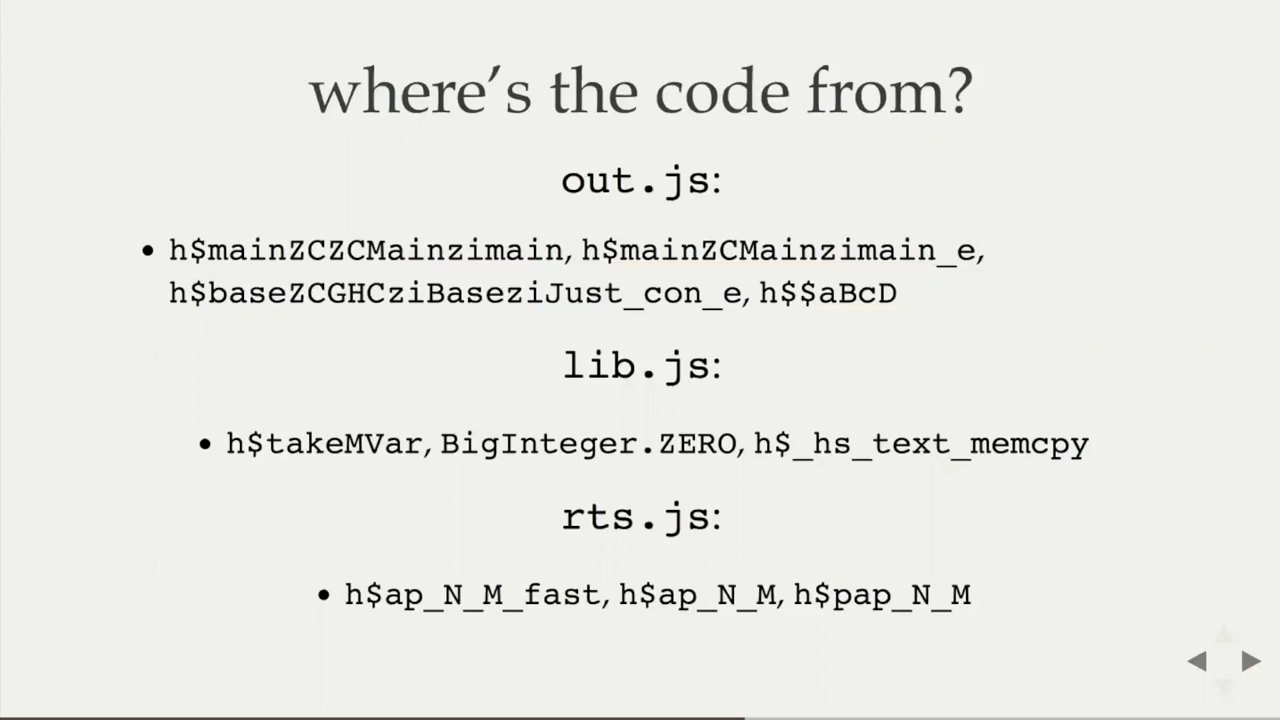 where’s the code from?
out.js:
• h$mainZCZCMainzimain, h$mainZCMainzimain_e,
h$baseZCGHCziBaseziJust_con_e, h$$aBcD
lib.js:
• h$takeMVar, BigInteger.ZERO, h$_hs_text_memcpy
rts.js:
• h$ap_N_M_fast, h$ap_N_M, h$pap_N_M